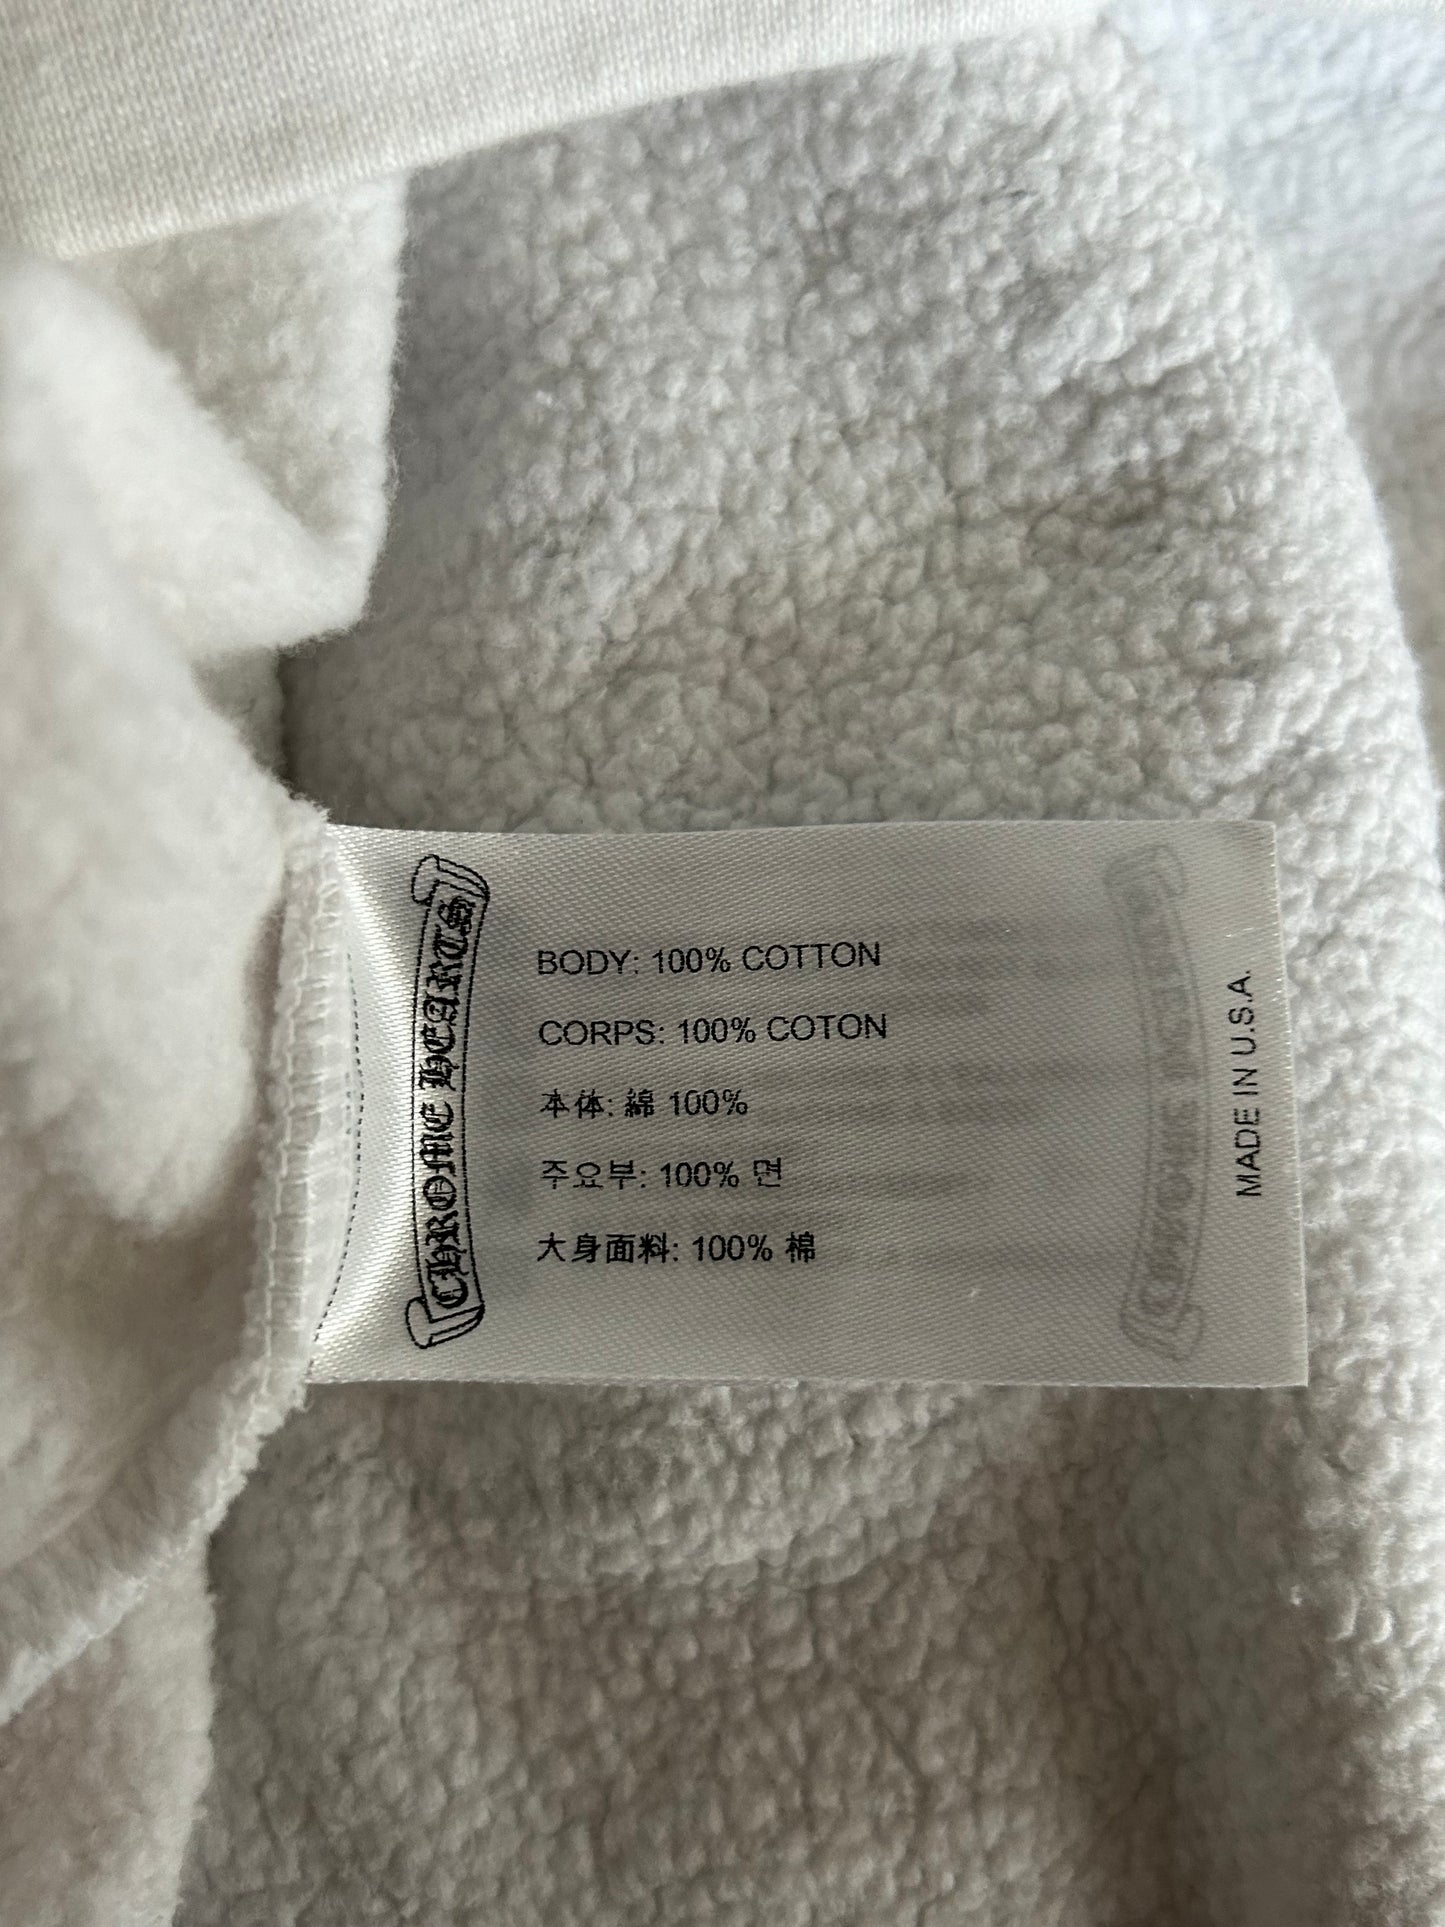 CHROME HEARTS
BODY: 100% COTTON
CORPS: 100% COTON
本体: 綿 100%
주요부: 100% 면
大身面料: 100% 棉
MADE IN U.S.A.